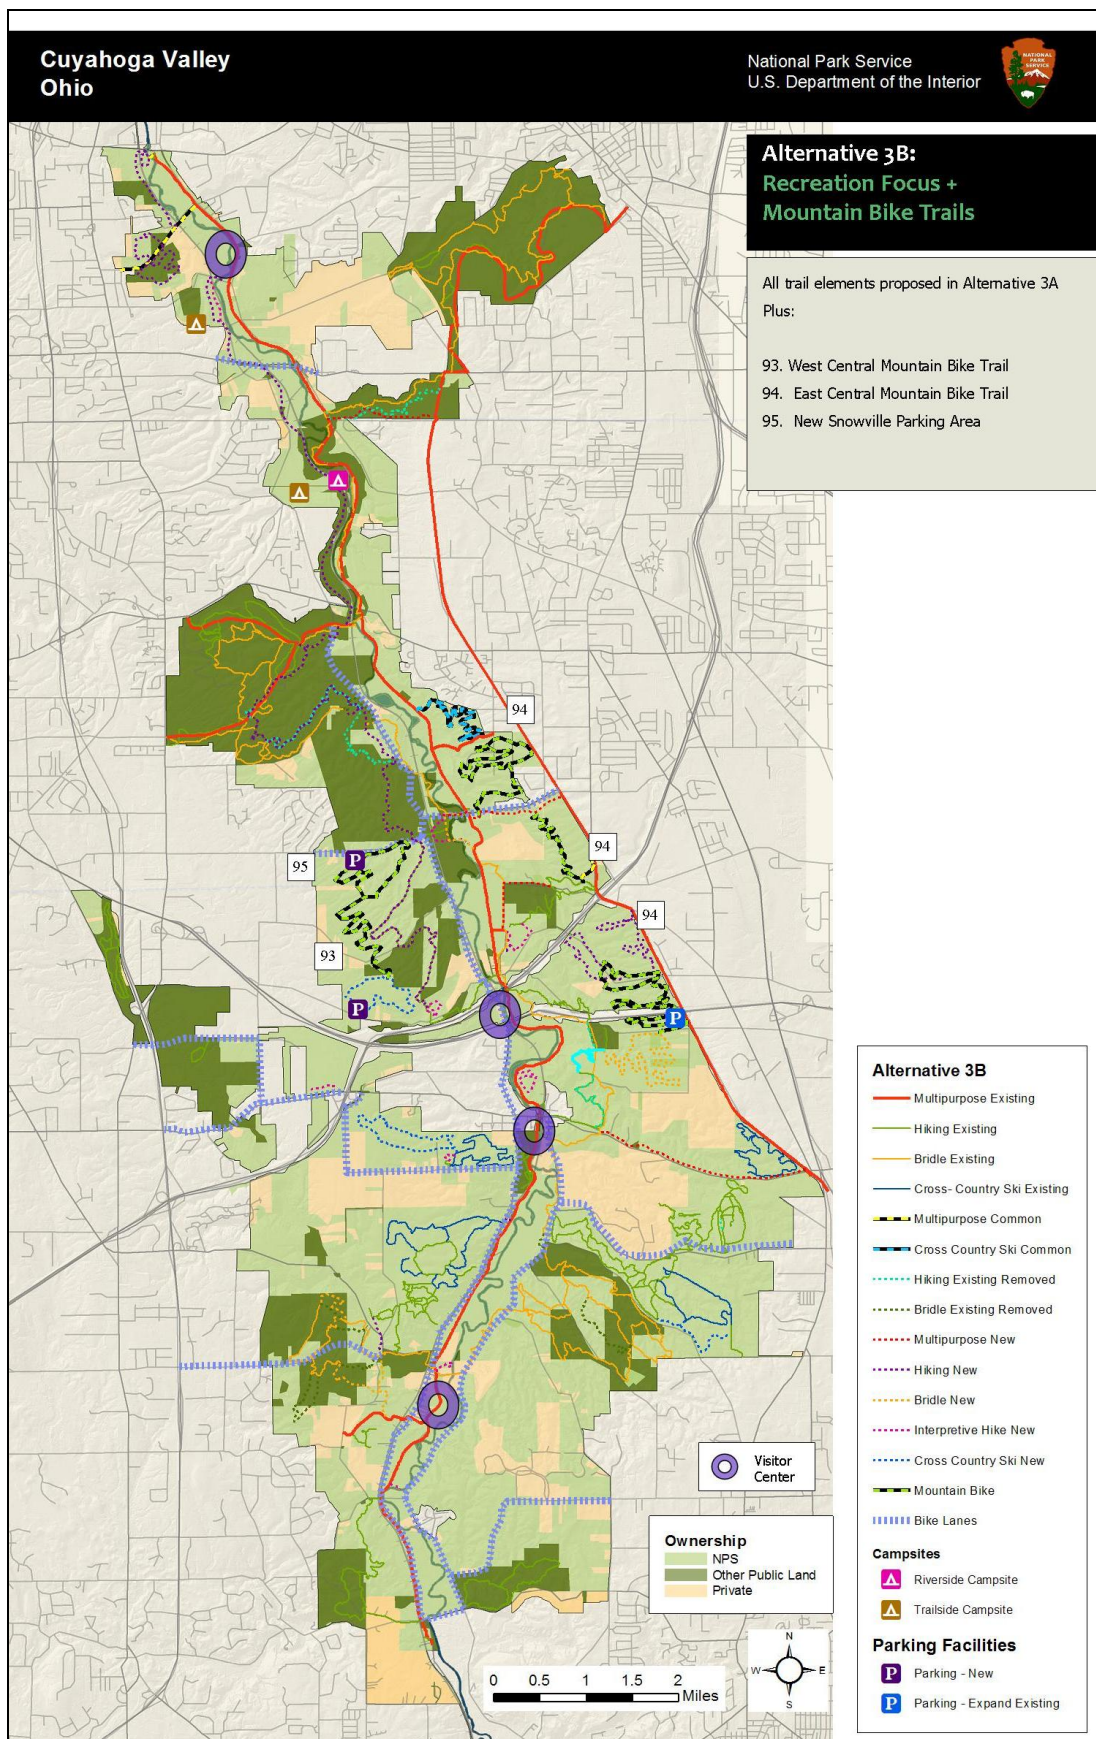 Cuyahoga Valley
Ohio
National Park Service
U.S. Department of the Interior
NATIONAL
PARK
SERVICE
Alternative 3B:
Recreation Focus +
Mountain Bike Trails
All trail elements proposed in Alternative 3A
Plus:
93. West Central Mountain Bike Trail
94. East Central Mountain Bike Trail
95. New Snowville Parking Area
94
94
95
P
94
93
P
P
Alternative 3B
Multipurpose Existing
Hiking Existing
Bridle Existing
Cross- Country Ski Existing
Multipurpose Common
Cross Country Ski Common
Hiking Existing Removed
Bridle Existing Removed
Multipurpose New
Hiking New
Bridle New
Interpretive Hike New
Cross Country Ski New
Mountain Bike
Bike Lanes
Campsites
Riverside Campsite
Trailside Campsite
Parking Facilities
P Parking - New
P Parking - Expand Existing
Visitor
Center
Ownership
NPS
Other Public Land
Private
N
W E
S
0 0.5 1 1.5 2
Miles